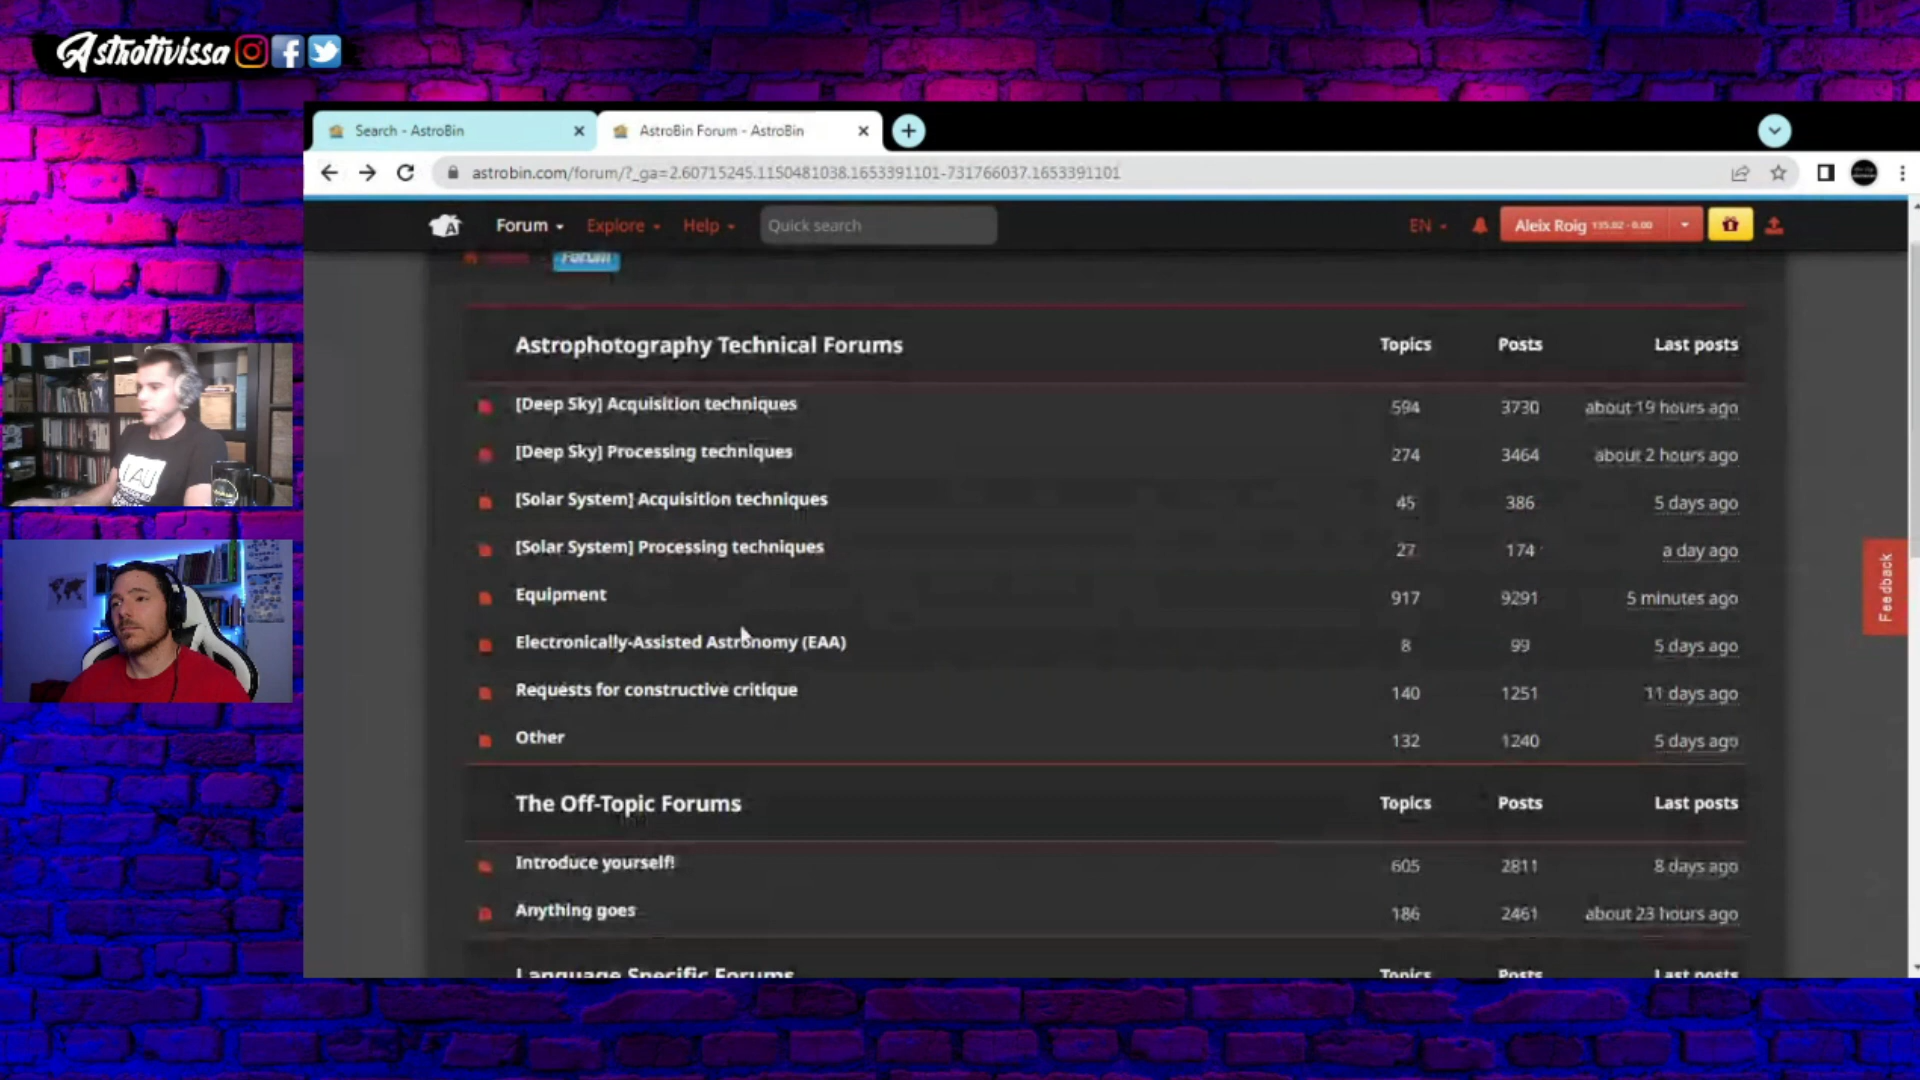 Astrotivissa
Search - AstroBin
AstroBin Forum - AstroBin
astrobin.com/forum/?_ga=2.60715245.1150481038.1653391101-731766037.1653391101
Forum Explore Help Quick search EN Aleix Roig 135.02 - 0.00
Forum
Astrophotography Technical Forums Topics Posts Last posts
[Deep Sky] Acquisition techniques 594 3730 about 19 hours ago
[Deep Sky] Processing techniques 274 3464 about 2 hours ago
[Solar System] Acquisition techniques 45 386 5 days ago
[Solar System] Processing techniques 27 174 a day ago
Equipment 917 9291 5 minutes ago
Electronically-Assisted Astronomy (EAA) 8 99 5 days ago
Requests for constructive critique 140 1251 11 days ago
Other 132 1240 5 days ago
The Off-Topic Forums Topics Posts Last posts
Introduce yourself! 605 2811 8 days ago
Anything goes 186 2461 about 23 hours ago
Language Specific Forums Topics Posts Last posts
Feedback
IAU